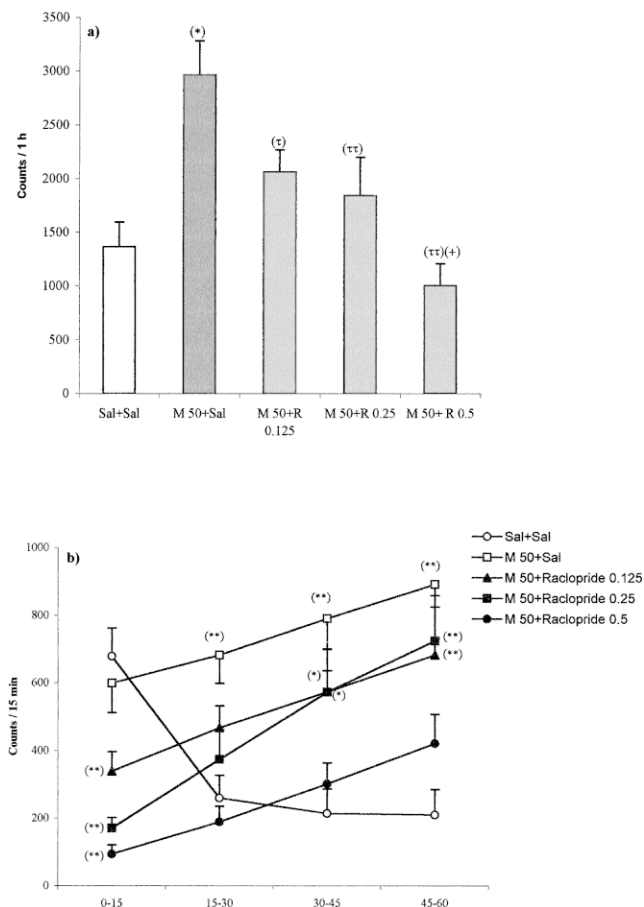 a)
3500
3000
2500
2000
1500
1000
500
0
Counts / 1 h
(*)
(τ)
(ττ)
(ττ)(+)
Sal+Sal
M 50+Sal
M 50+R
0.125
M 50+R 0.25
M 50+ R 0.5
b)
1000
800
600
400
200
0
Counts / 15 min
Sal+Sal
M 50+Sal
M 50+Raclopride 0.125
M 50+Raclopride 0.25
M 50+Raclopride 0.5
(**)
(**)
(**)
(*)
(*)
(**)
(**)
(**)
(**)
(**)
0-15
15-30
30-45
45-60